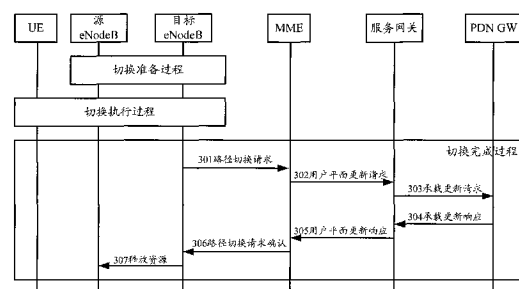 UE
源
eNodeB
目标
eNodeB
MME
服务网关
PDN GW
切换准备过程
切换执行过程
切换完成过程
301路径切换请求
302用户平面更新请求
303承载更新请求
304承载更新响应
305用户平面更新响应
306路径切换请求确认
307释放资源